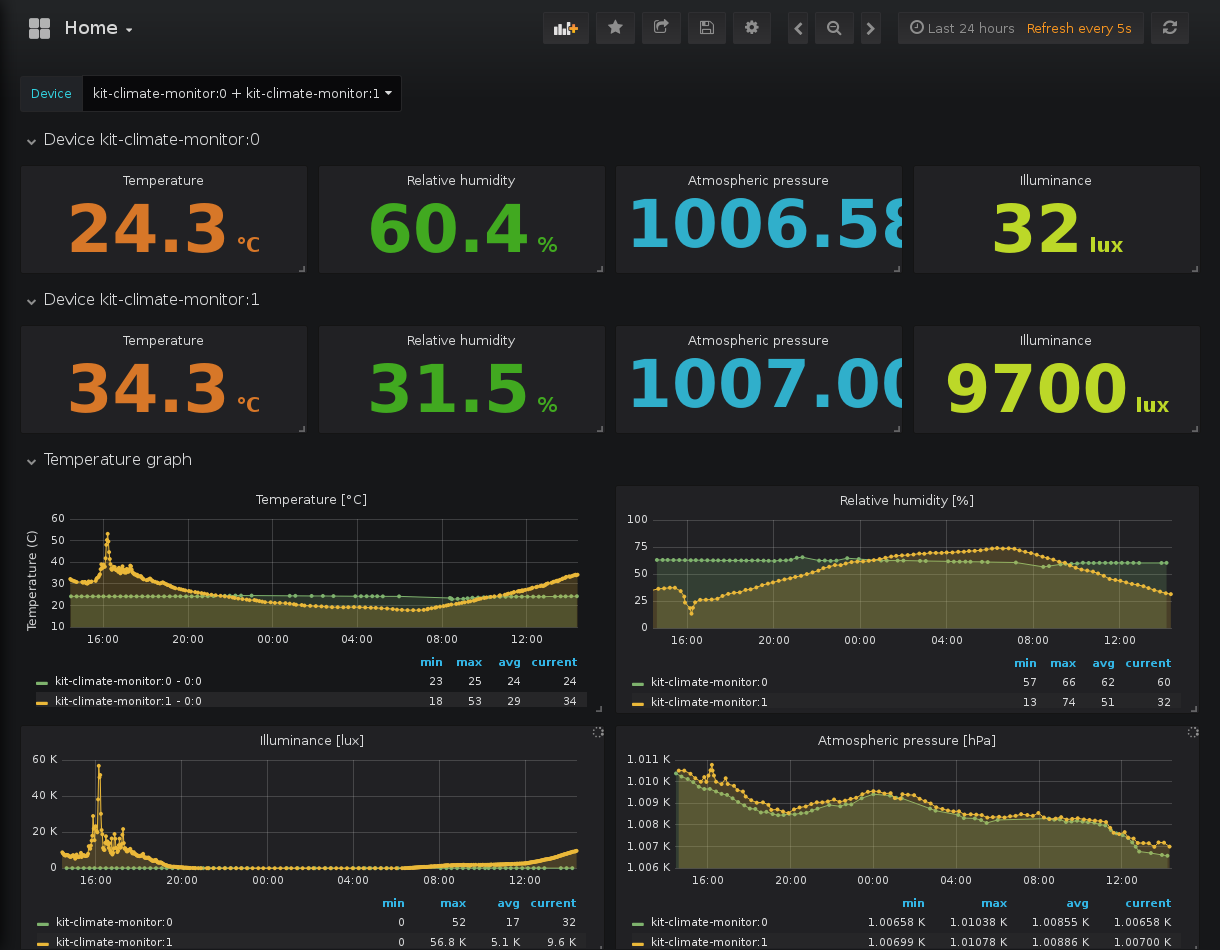 Home
Last 24 hours Refresh every 5s
Device kit-climate-monitor:0 + kit-climate-monitor:1
Device kit-climate-monitor:0
Temperature Relative humidity Atmospheric pressure Illuminance
24.3 °C 60.4 % 1006.58 32 lux
Device kit-climate-monitor:1
Temperature Relative humidity Atmospheric pressure Illuminance
34.3 °C 31.5 % 1007.00 9700 lux
Temperature graph
Temperature [°C]
Temperature (C)
60
50
40
30
20
10
16:00 20:00 00:00 04:00 08:00 12:00
min max avg current
kit-climate-monitor:0 - 0:0 23 25 24 24
kit-climate-monitor:1 - 0:0 18 53 29 34
Relative humidity [%]
100
75
50
25
0
16:00 20:00 00:00 04:00 08:00 12:00
min max avg current
kit-climate-monitor:0 57 66 62 60
kit-climate-monitor:1 13 74 51 32
Illuminance [lux]
60 K
40 K
20 K
0
16:00 20:00 00:00 04:00 08:00 12:00
min max avg current
kit-climate-monitor:0 0 52 17 32
kit-climate-monitor:1 0 56.8 K 5.1 K 9.6 K
Atmospheric pressure [hPa]
1.011 K
1.010 K
1.009 K
1.008 K
1.007 K
1.006 K
16:00 20:00 00:00 04:00 08:00 12:00
min max avg current
kit-climate-monitor:0 1.00658 K 1.01038 K 1.00855 K 1.00658 K
kit-climate-monitor:1 1.00699 K 1.01078 K 1.00886 K 1.00700 K